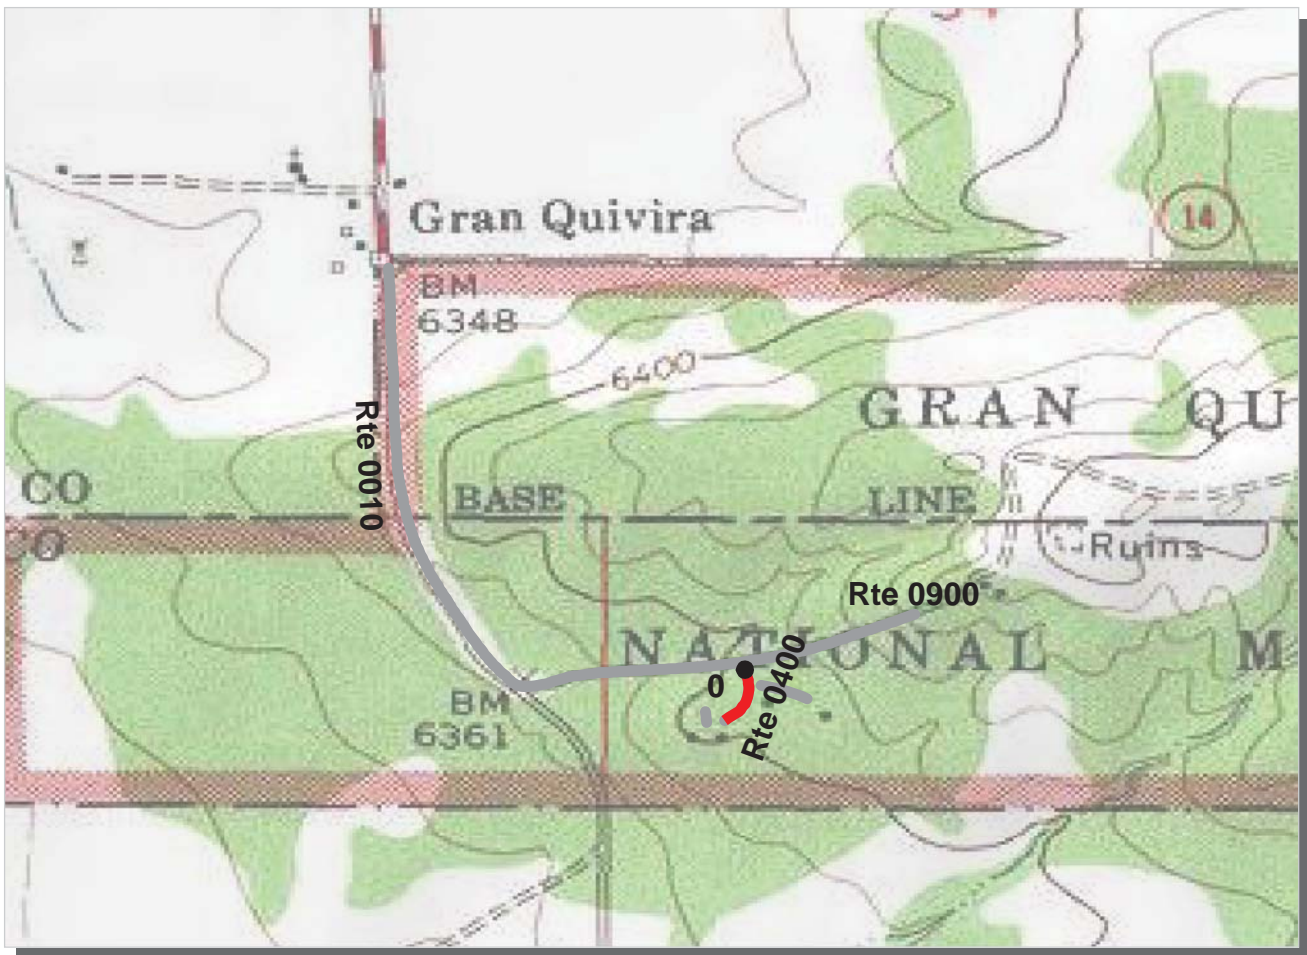 14
Gran Quivira
BM
6348
6400
Rte 0010
GRAN QU
CO
BASE LINE
CO
Ruins
Rte 0900
NATIONAL M
0
Rte 0400
BM
6361